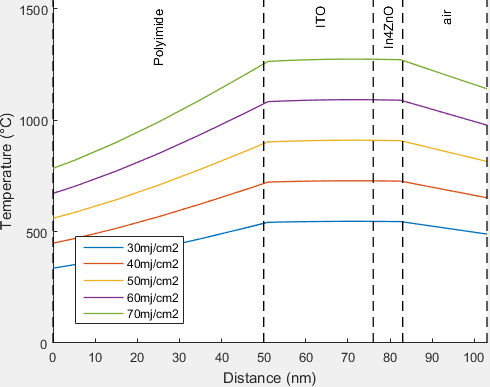 1500
1000
500
0
Temperature (°C)
Polyimide
ITO
In4ZnO
air
30mj/cm2
40mj/cm2
50mj/cm2
60mj/cm2
70mj/cm2
0 10 20 30 40 50 60 70 80 90 100
Distance (nm)